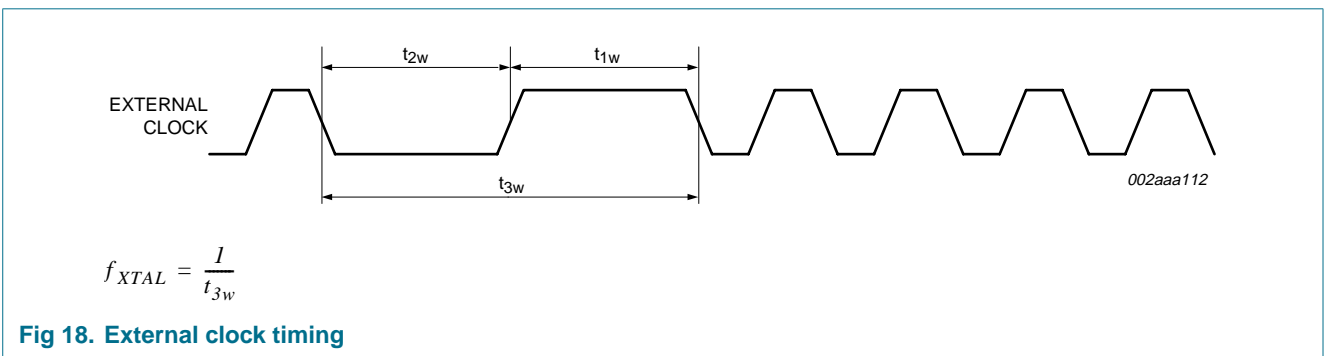 t2w
t1w
EXTERNAL
CLOCK
t3w
002aaa112
fXTAL = 1
t3w
Fig 18. External clock timing